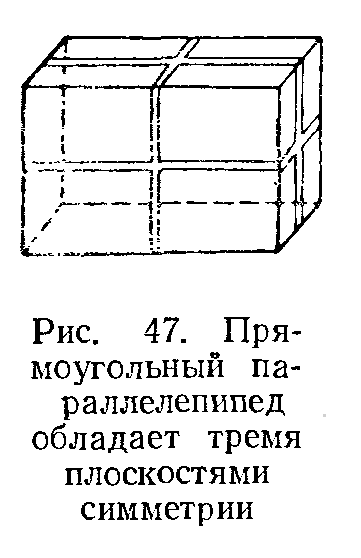 Рис. 47. Пря-
моугольный па-
раллелепипед
обладает тремя
плоскостями
симметрии